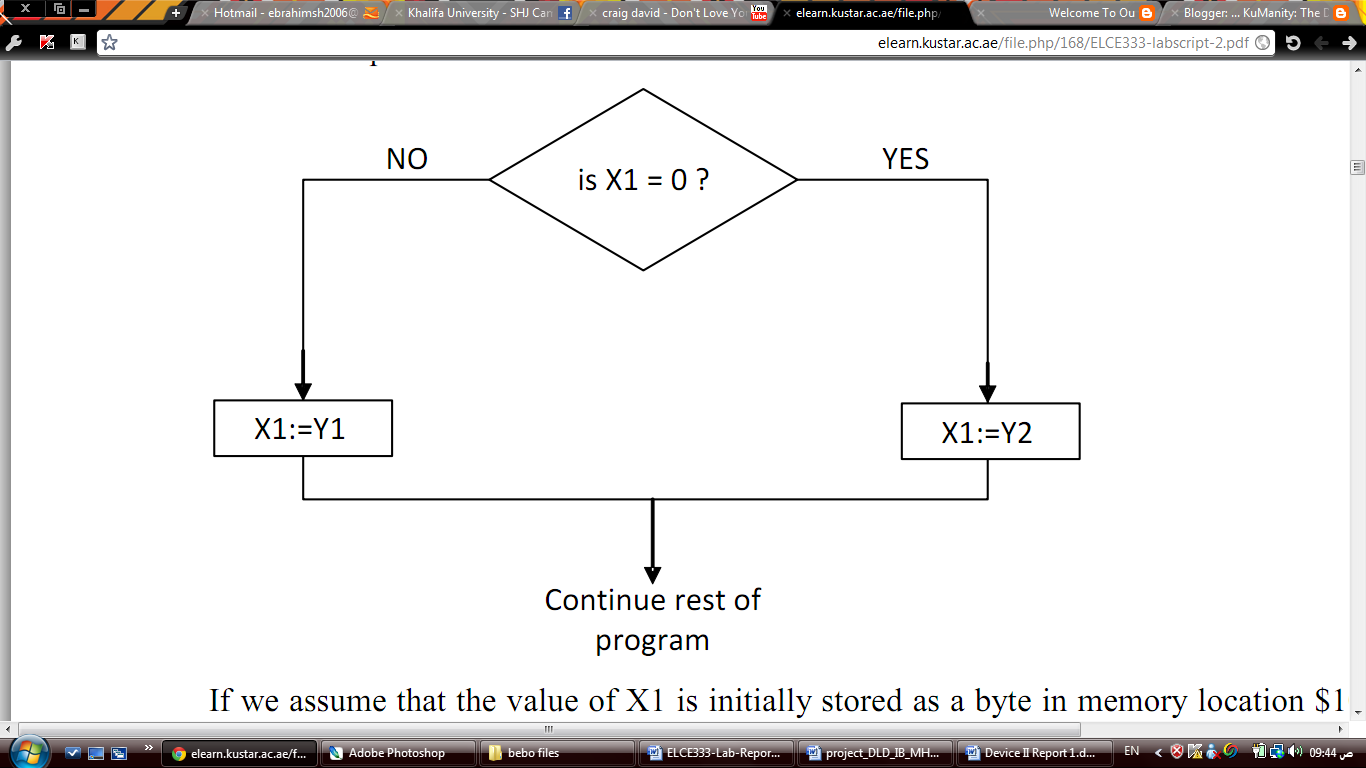 Hotmail - ebrahimsh2006@
Khalifa University - SHJ Cam
craig david - Don't Love Yo
You Tube
elearn.kustar.ac.ae/file.php/
Welcome To Ou
Blogger: ... KuManity: The D
elearn.kustar.ac.ae/file.php/168/ELCE333-labscript-2.pdf
is X1 = 0 ?
NO
YES
X1:=Y1
X1:=Y2
Continue rest of
program
If we assume that the value of X1 is initially stored as a byte in memory location $1
elearn.kustar.ac.ae/f...
Adobe Photoshop
bebo files
ELCE333-Lab-Repor...
project_DLD_IB_MH...
Device II Report 1.d...
EN
09:44 ص